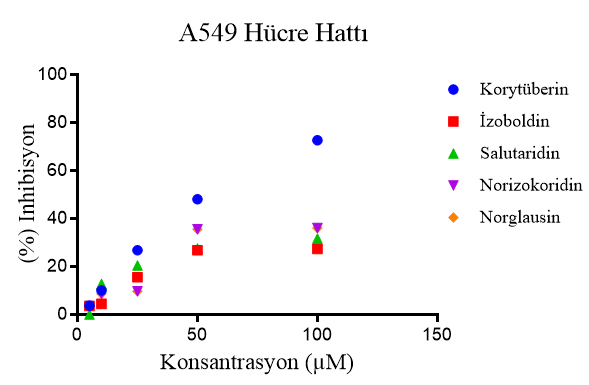 A549 Hücre Hattı
(%) Inhibisyon
100
80
60
40
20
0
0
50
100
150
Konsantrasyon (µM)
Korytüberin
İzoboldin
Salutaridin
Norizokoridin
Norglausin